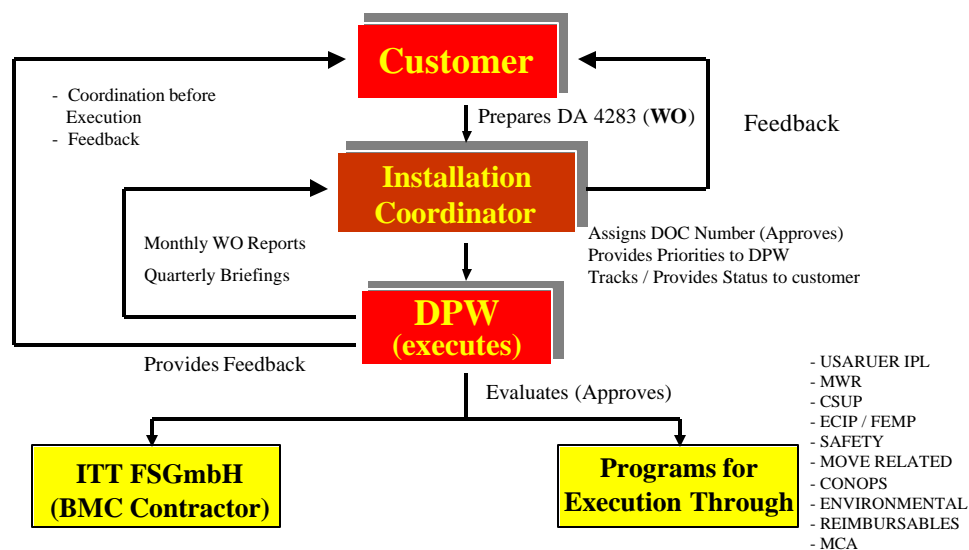 Customer
- Coordination before
Execution
- Feedback
Prepares DA 4283 (WO)
Feedback
Installation
Coordinator
Monthly WO Reports
Quarterly Briefings
Assigns DOC Number (Approves)
Provides Priorities to DPW
Tracks / Provides Status to customer
DPW
(executes)
Provides Feedback
Evaluates (Approves)
ITT FSGmbH
(BMC Contractor)
Programs for
Execution Through
- USARUER IPL
- MWR
- CSUP
- ECIP / FEMP
- SAFETY
- MOVE RELATED
- CONOPS
- ENVIRONMENTAL
- REIMBURSABLES
- MCA